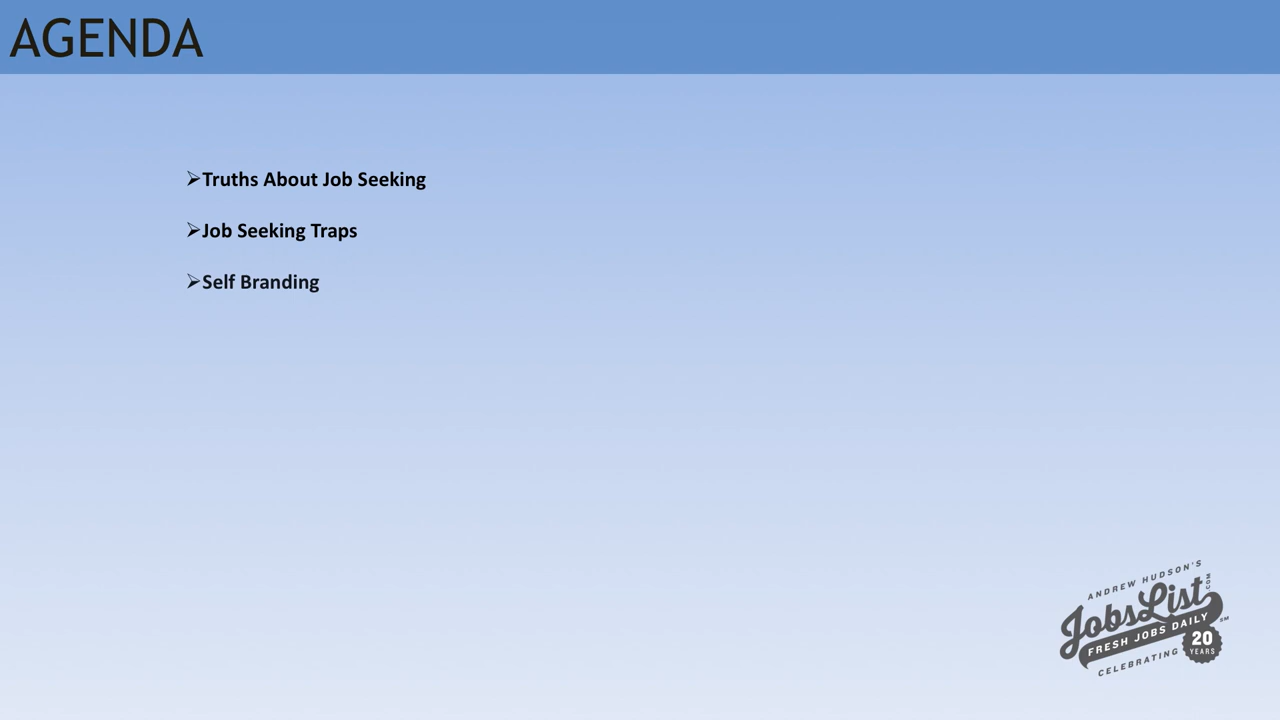 AGENDA
➢Truths About Job Seeking
➢Job Seeking Traps
➢Self Branding
ANDREW HUDSON'S
JobsList.COM
FRESH JOBS DAILY SM
CELEBRATING 20 YEARS